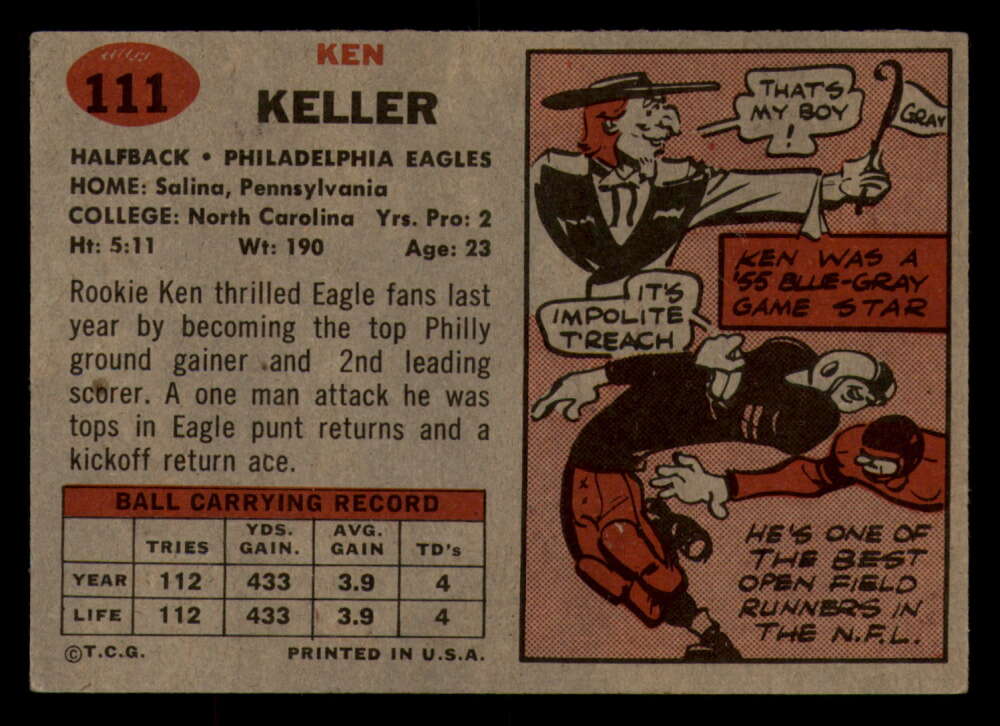 111
KEN
KELLER
HALFBACK • PHILADELPHIA EAGLES
HOME: Salina, Pennsylvania
COLLEGE: North Carolina Yrs. Pro: 2
Ht: 5:11 Wt: 190 Age: 23
Rookie Ken thrilled Eagle fans last
year by becoming the top Philly
ground gainer and 2nd leading
scorer. A one man attack he was
tops in Eagle punt returns and a
kickoff return ace.
BALL CARRYING RECORD
TRIES YDS. GAIN. AVG. GAIN TD's
YEAR 112 433 3.9 4
LIFE 112 433 3.9 4
©T.C.G. PRINTED IN U.S.A.
THAT'S
MY BOY
!
GRAY
KEN WAS A
'55 BLUE-GRAY
GAME STAR
IT'S
IMPOLITE
T'REACH
HE'S ONE OF
THE BEST
OPEN FIELD
RUNNERS IN
THE N.F.L.